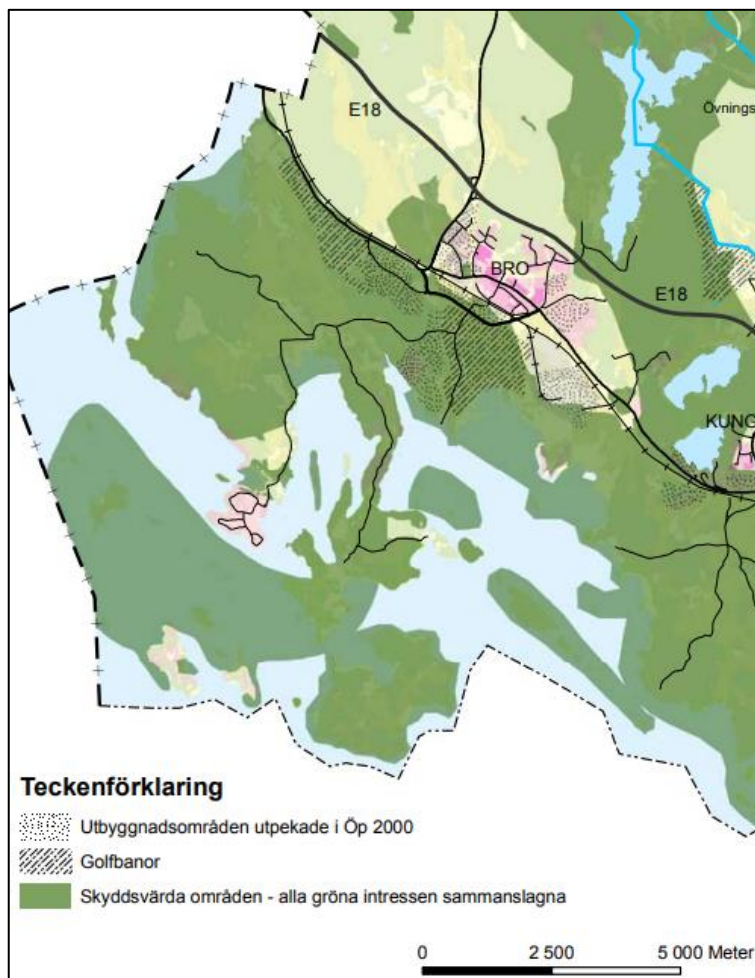 E18
Övnings
BRO
E18
KUNG
Teckenförklaring
Utbyggnadsområden utpekade i Öp 2000
Golfbanor
Skyddsvärda områden - alla gröna intressen sammanslagna
0 2 500 5 000 Meter